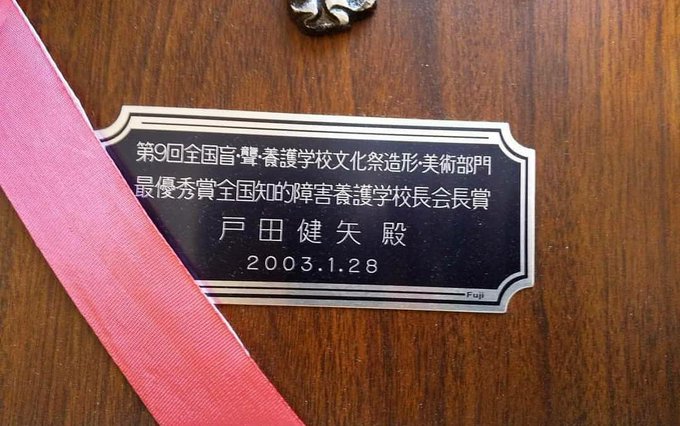 第9回全国盲・聾・養護学校文化祭造形・美術部門
最優秀賞全国知的障害養護学校長会長賞
戸田健矢 殿
2003.1.28
Fuji